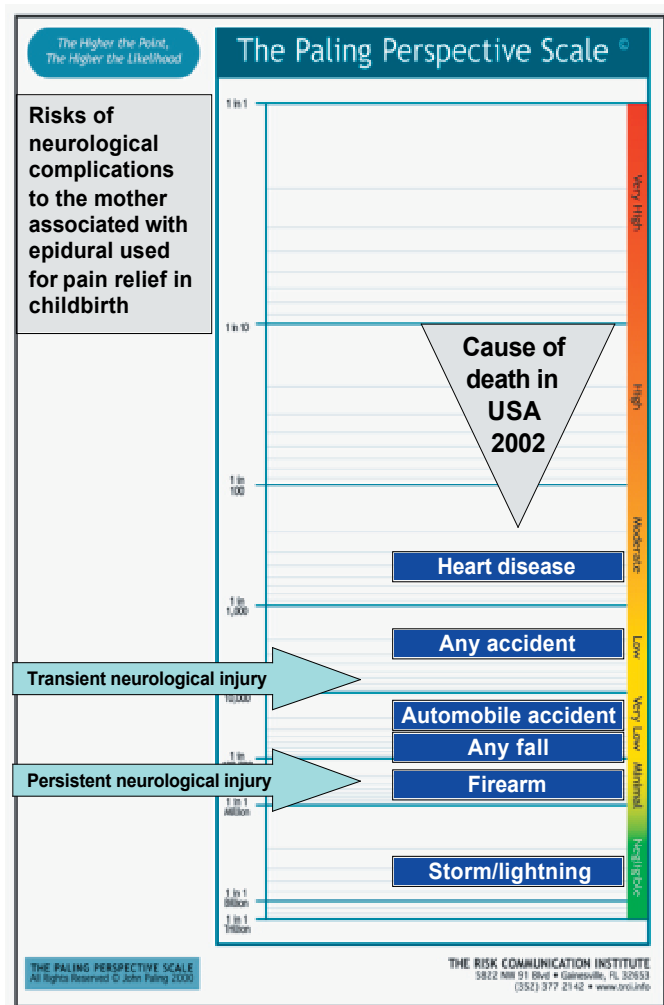 The Higher the Point,
The Higher the Likelihood
The Paling Perspective Scale ©
Risks of
neurological
complications
to the mother
associated with
epidural used
for pain relief in
childbirth
1 in 1
Very High
1 in 10
Cause of
death in
USA
2002
High
1 in
100
Moderate
Heart disease
1 in
1,000
Any accident
Low
Transient neurological injury
10,000
Automobile accident
Very Low
Any fall
1 in
Persistent neurological injury
Firearm
Minimal
1 in 1
Million
Storm/lightning
Negligible
1 in 1
Billion
1 in 1
Trillion
THE PALING PERSPECTIVE SCALE
All Rights Reserved © John Paling 2000
THE RISK COMMUNICATION INSTITUTE
5822 NW 91 Blvd • Gainesville, FL 32653
(352) 377 2142 • www.trci.info